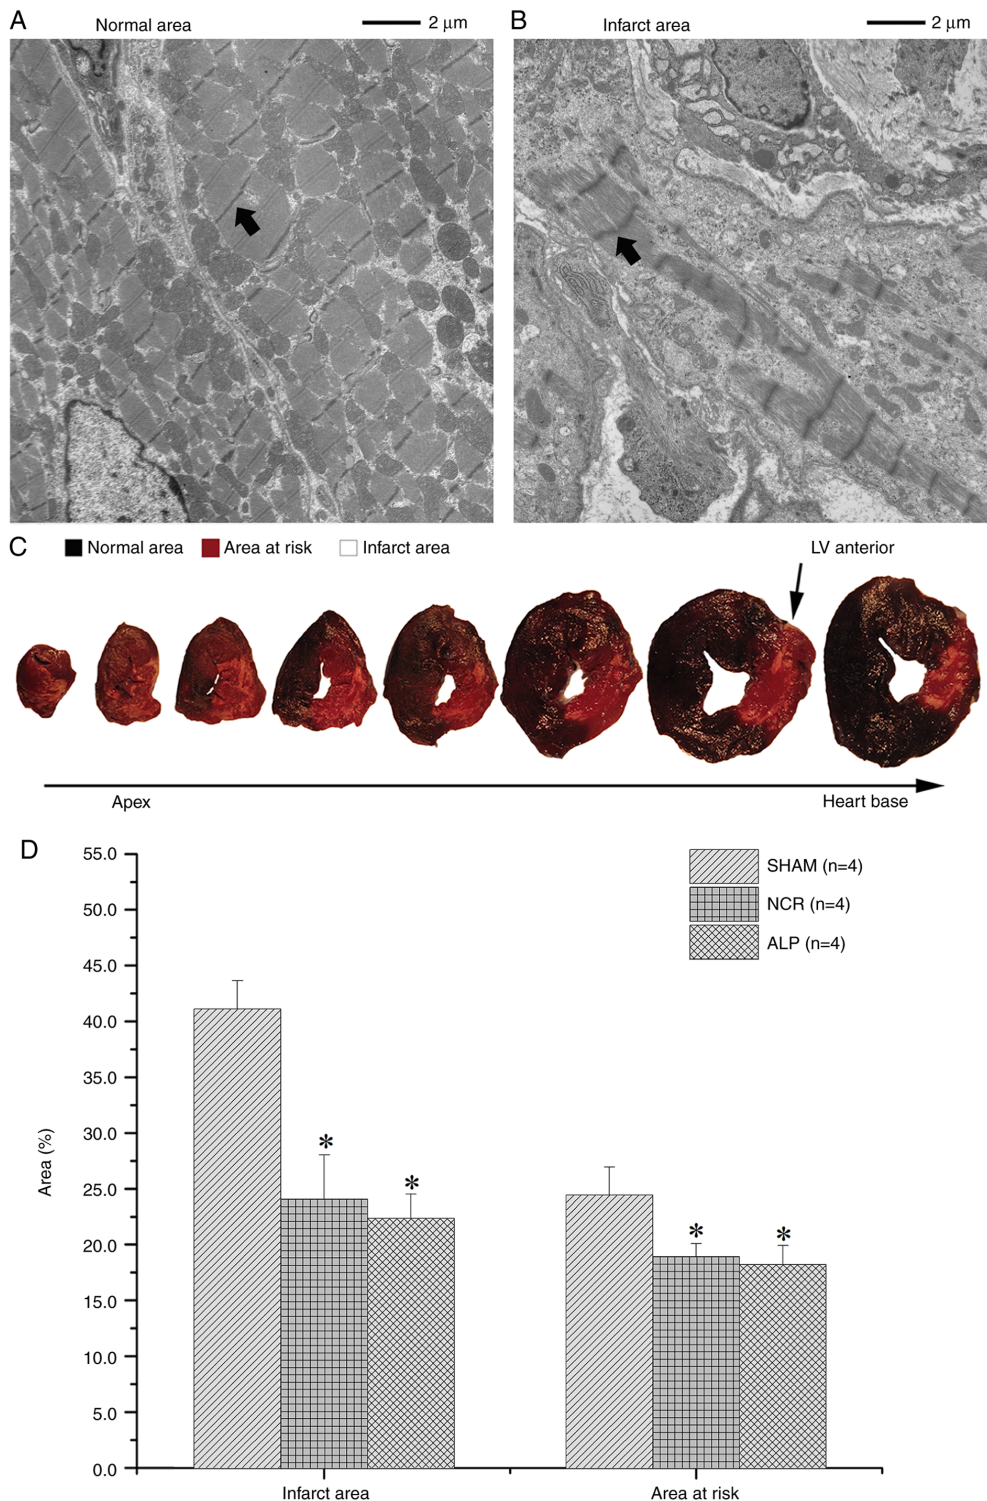 A
Normal area
2 µm
B
Infarct area
2 µm
C
Normal area
Area at risk
Infarct area
LV anterior
Apex
Heart base
D
55.0
50.0
45.0
40.0
35.0
30.0
25.0
20.0
15.0
10.0
5.0
0.0
Area (%)
SHAM (n=4)
NCR (n=4)
ALP (n=4)
*
*
*
*
Infarct area
Area at risk